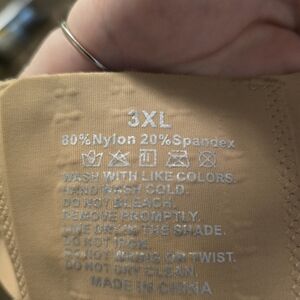 3XL
80%Nylon 20%Spandex
WASH WITH LIKE COLORS.
HAND WASH COLD.
DO NOT BLEACH.
REMOVE PROMPTLY.
LINE DRY IN THE SHADE.
DO NOT IRON.
DO NOT WRING OR TWIST.
DO NOT DRY CLEAN.
MADE IN CHINA